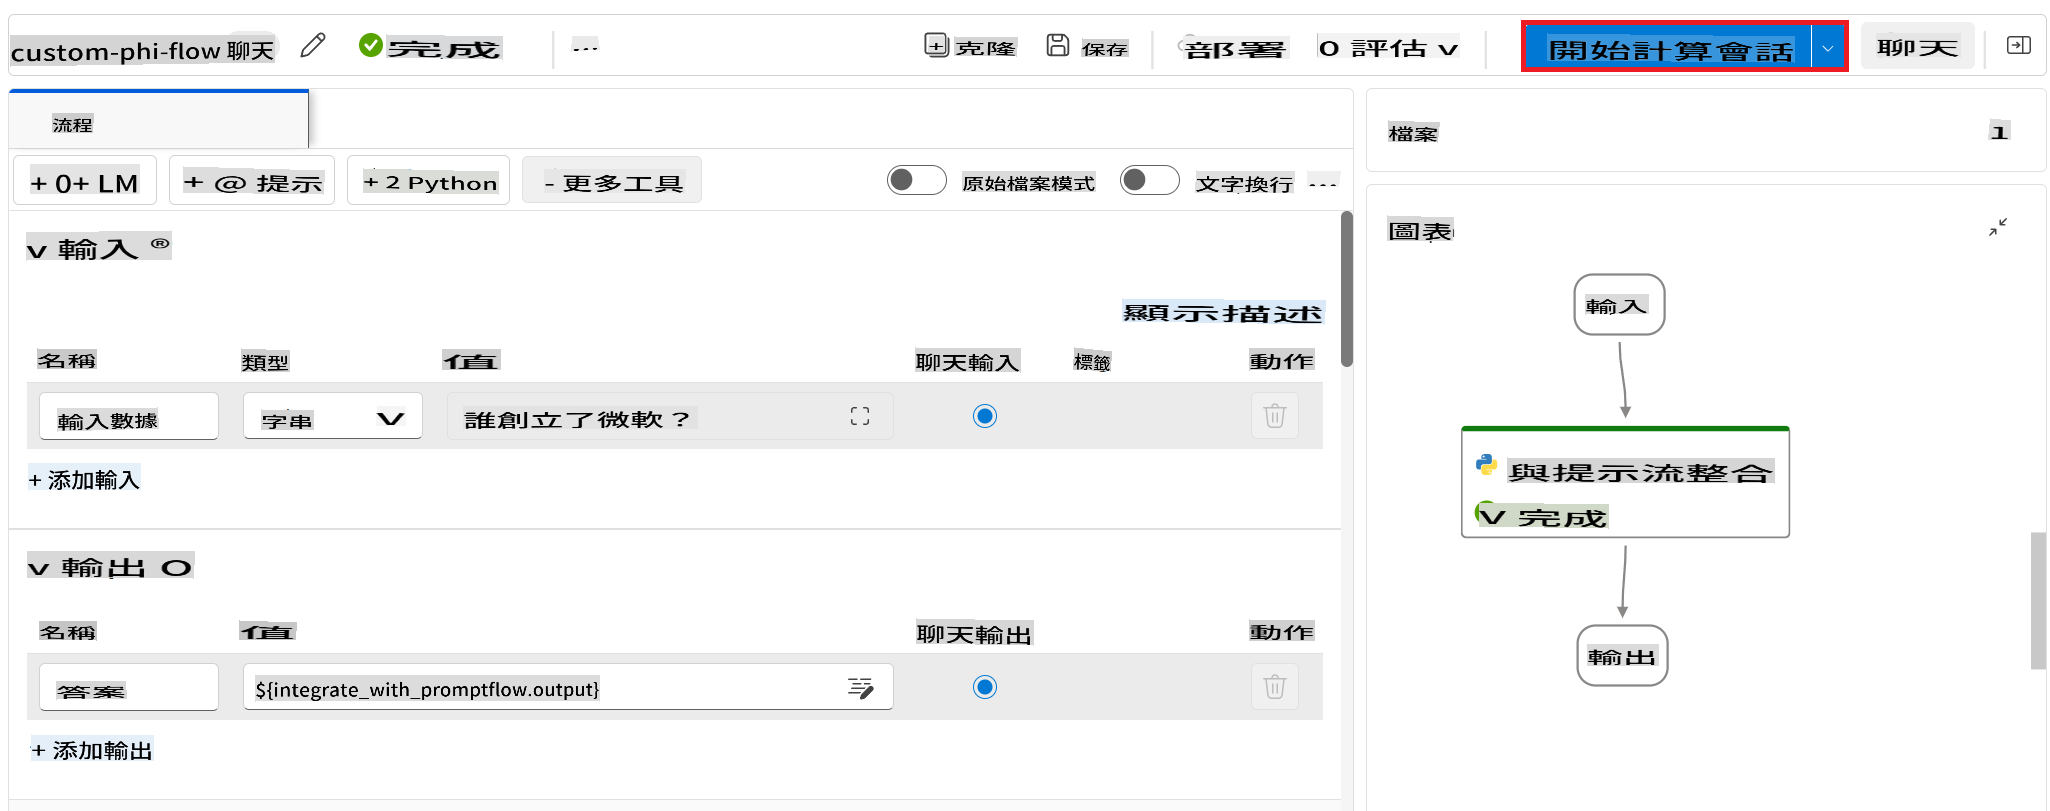 custom-phi-flow 聊天
完成
...
克隆
保存
部署
0 評估 v
開始計算會話
聊天
流程
+ 0+ LM
+ @ 提示
+ 2 Python
- 更多工具
原始檔案模式
文字換行
...
v 輸入 ®
顯示描述
名稱
類型
值
聊天輸入
標籤
動作
輸入數據
字串
V
誰創立了微軟？
+ 添加輸入
v 輸出 O
名稱
值
聊天輸出
動作
答案
${integrate_with_promptflow.output}
+ 添加輸出
檔案
1
圖表
輸入
與提示流整合
V 完成
輸出